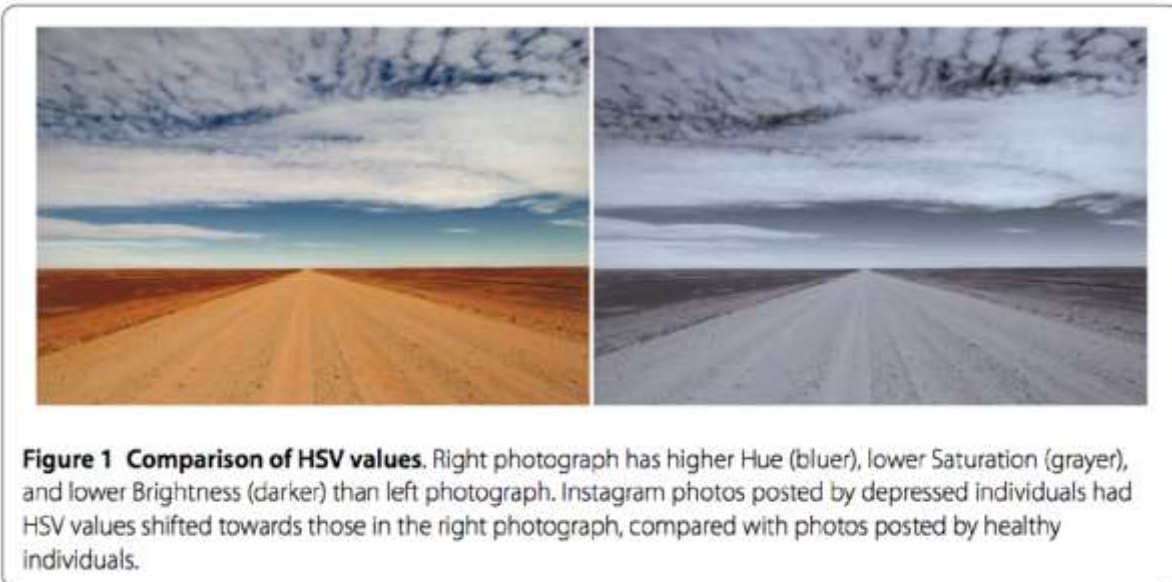 Figure 1 Comparison of HSV values. Right photograph has higher Hue (bluer), lower Saturation (grayer),
and lower Brightness (darker) than left photograph. Instagram photos posted by depressed individuals had
HSV values shifted towards those in the right photograph, compared with photos posted by healthy
individuals.